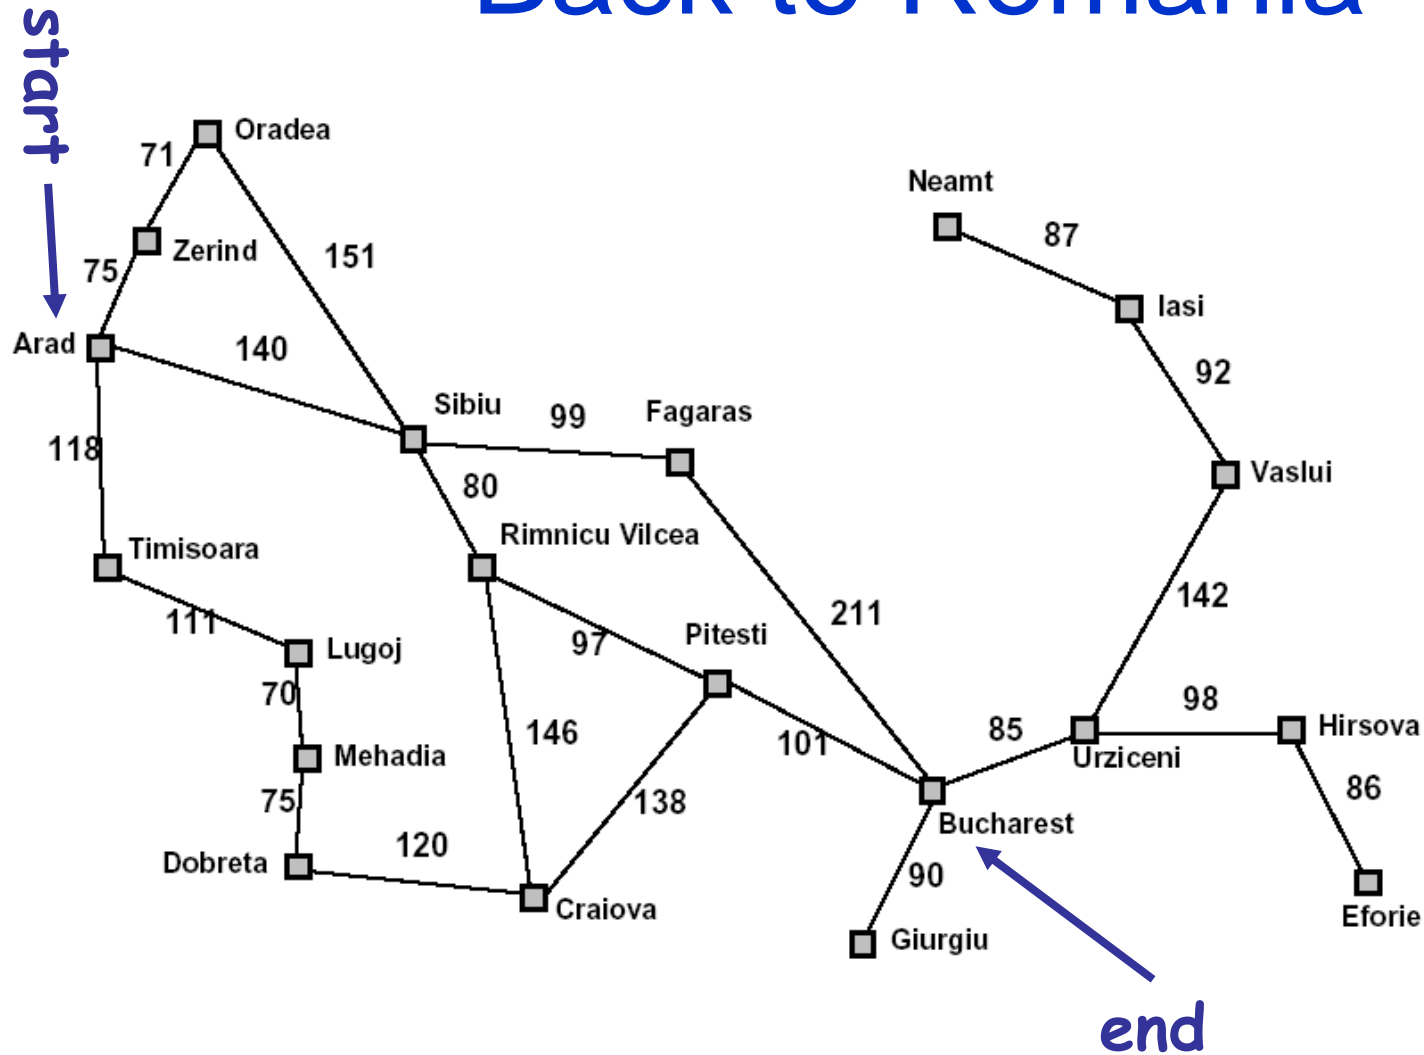 Back to Romania
start
Oradea
71
Neamt
87
Zerind
151
75
Iasi
Arad
140
92
Sibiu
99
Fagaras
118
Vaslui
80
Timisoara
Rimnicu Vilcea
142
111
211
Lugoj
97
Pitesti
70
98
146
85
Hirsova
101
Mehadia
Urziceni
75
138
86
Bucharest
120
Dobreta
90
Craiova
Eforie
Giurgiu
end